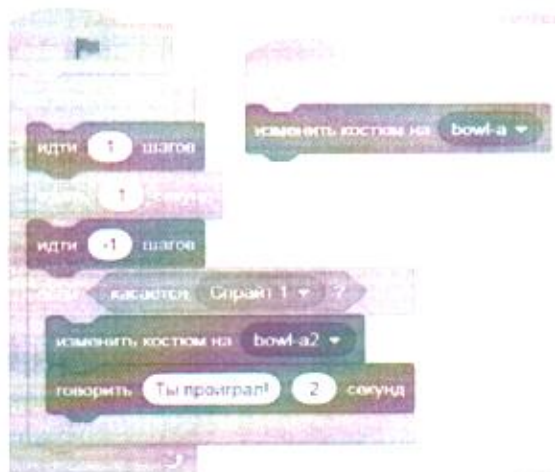 идти 1 шагов
1
идти -1 шагов
касается Спрайт 1 ?
изменить костюм на bowl-a2
говорить Ты проиграл! 2 секунд
изменить костюм на bowl-a